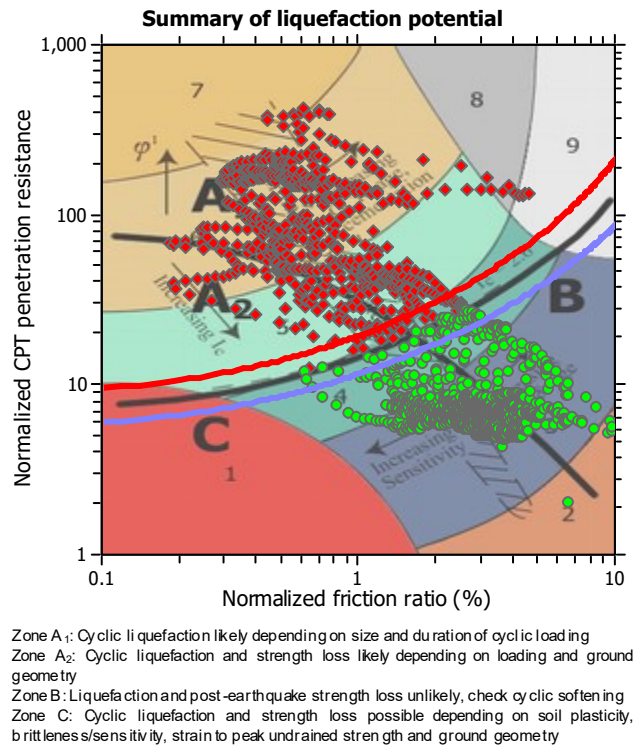 Summary of liquefaction potential
1,000
100
10
1
0.1
1
10
Normalized CPT penetration resistance
Normalized friction ratio (%)
7
8
9
φ'
A
A2
Increasing Ic
5
B
4
C
1
Increasing
Sensitivity
2
Zone A1: Cyclic liquefaction likely depending on size and duration of cyclic loading
Zone A2: Cyclic liquefaction and strength loss likely depending on loading and ground
geometry
Zone B: Liquefaction and post-earthquake strength loss unlikely, check cyclic softening
Zone C: Cyclic liquefaction and strength loss possible depending on soil plasticity,
brittleness/sensitivity, strain to peak undrained strength and ground geometry